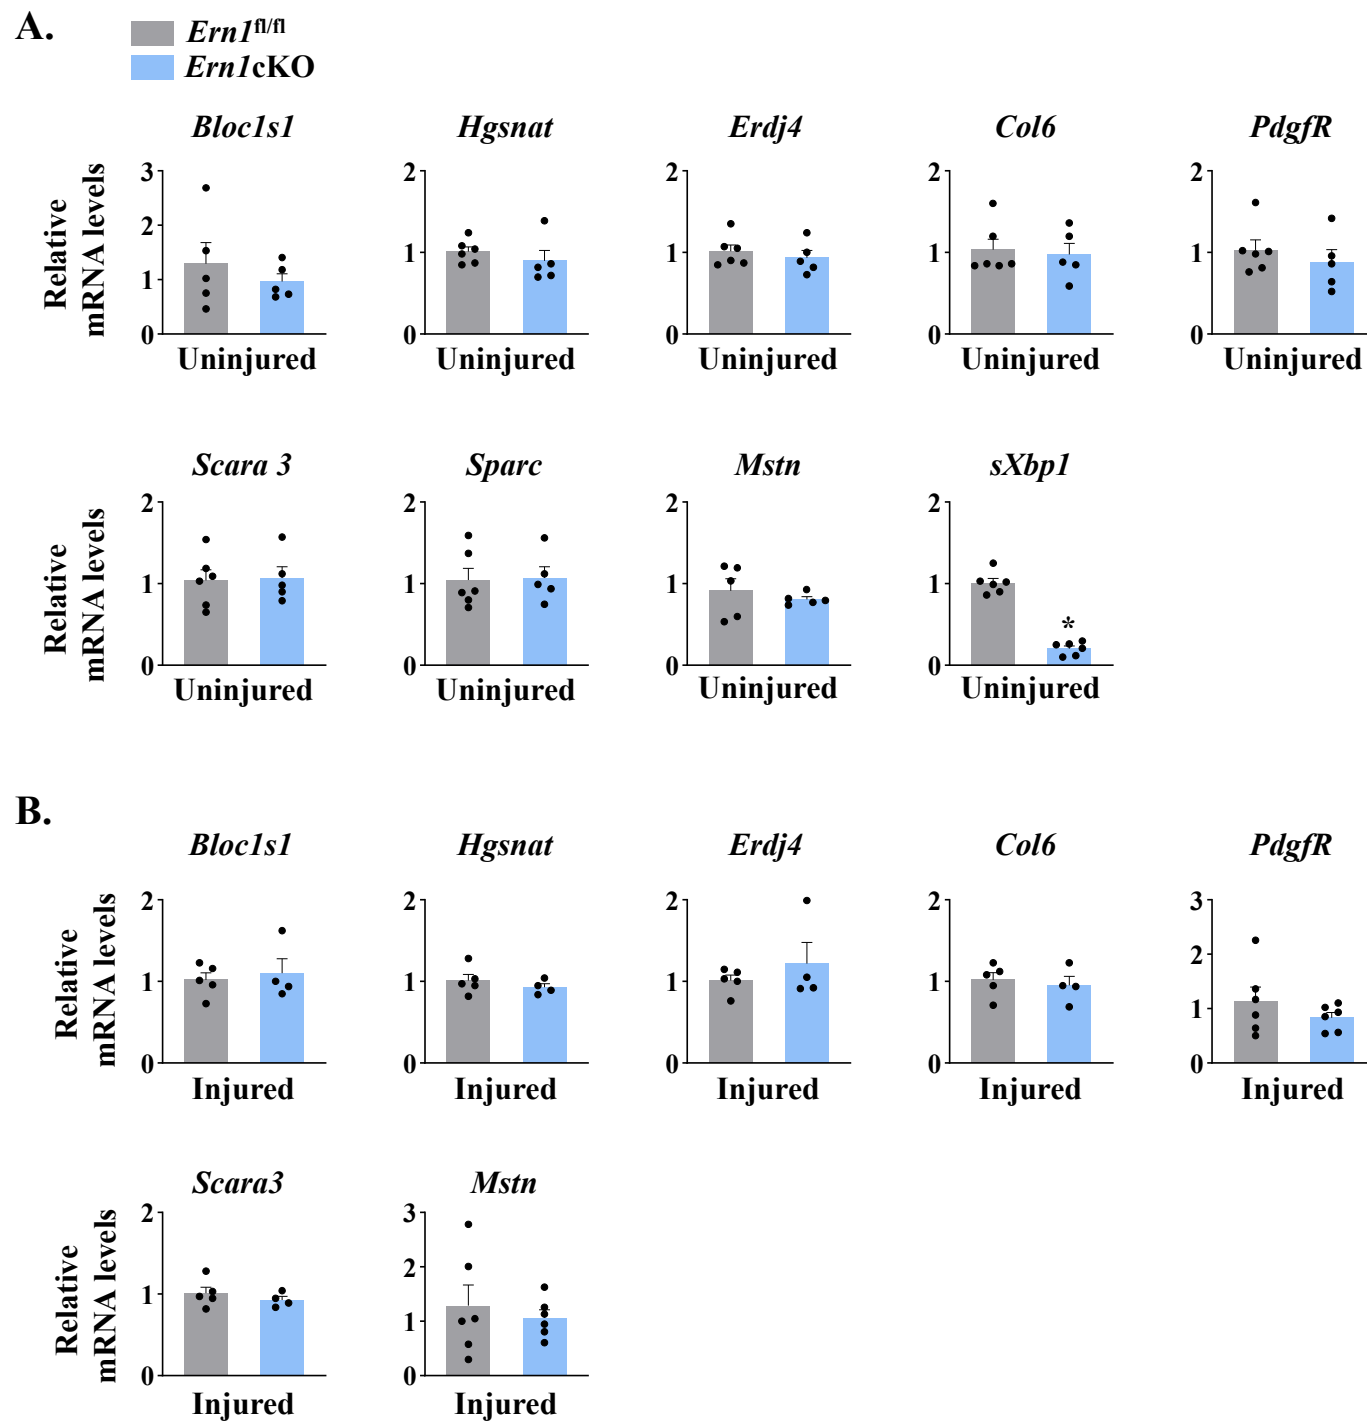 A.
Ern1fl/fl
Ern1cKO
Bloc1s1 Hgsnat Erdj4 Col6 PdgfR
Relative mRNA levels
3 2 1 0
2 1 0
2 1 0
2 1 0
2 1 0
Uninjured Uninjured Uninjured Uninjured Uninjured
Scara 3 Sparc Mstn sXbp1
Relative mRNA levels
2 1 0
2 1 0
2 1 0
2 1 0
*
Uninjured Uninjured Uninjured Uninjured
B.
Bloc1s1 Hgsnat Erdj4 Col6 PdgfR
Relative mRNA levels
2 1 0
2 1 0
2 1 0
2 1 0
3 2 1 0
Injured Injured Injured Injured Injured
Scara3 Mstn
Relative mRNA levels
2 1 0
3 2 1 0
Injured Injured